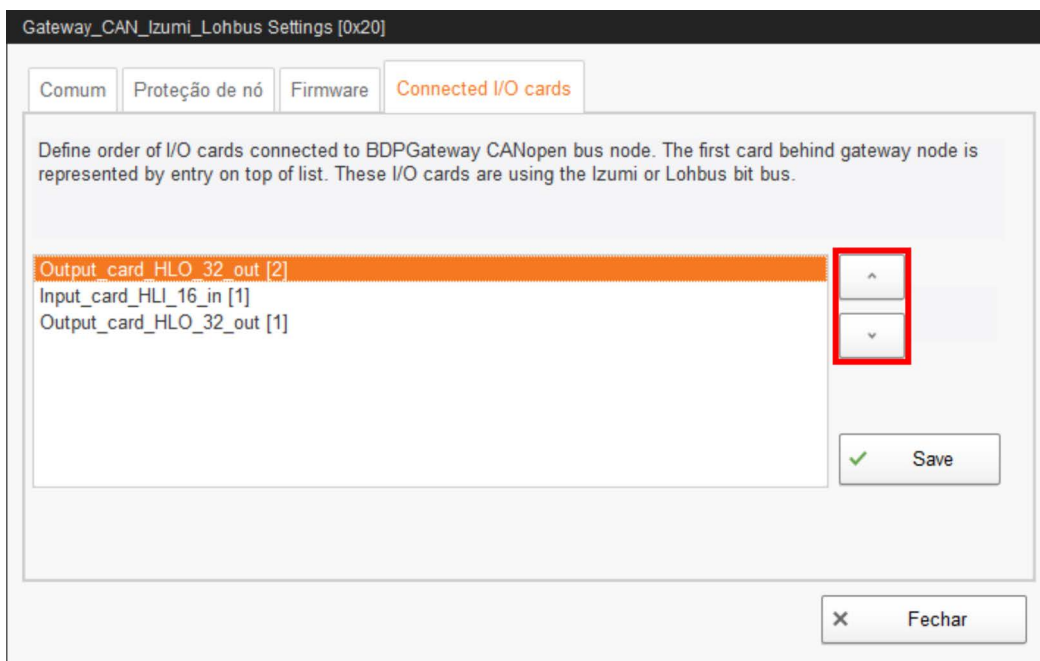 Gateway_CAN_Izumi_Lohbus Settings [0x20]
Comum Proteção de nó Firmware Connected I/O cards
Define order of I/O cards connected to BDPGateway CANopen bus node. The first card behind gateway node is
represented by entry on top of list. These I/O cards are using the Izumi or Lohbus bit bus.
Output_card_HLO_32_out [2]
Input_card_HLI_16_in [1]
Output_card_HLO_32_out [1]
Save
Fechar